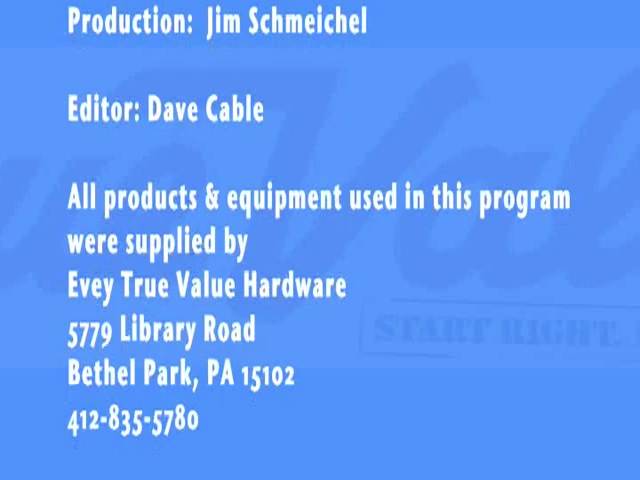 Production: Jim Schmeichel
Editor: Dave Cable
All products & equipment used in this program
were supplied by
Evey True Value Hardware
5779 Library Road
Bethel Park, PA 15102
412-835-5780
START RIGHT.